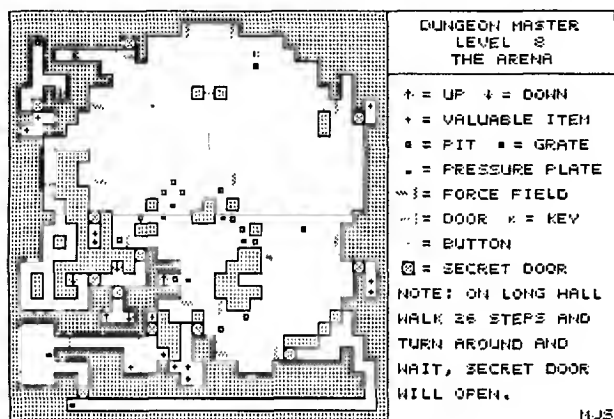 DUNGEON MASTER
LEVEL 8
THE ARENA
↑ = UP ↓ = DOWN
+ = VALUABLE ITEM
= PIT = GRATE
= PRESSURE PLATE
= FORCE FIELD
= DOOR = KEY
= BUTTON
= SECRET DOOR
NOTE: ON LONG HALL
WALK 26 STEPS AND
TURN AROUND AND
WAIT, SECRET DOOR
WILL OPEN.
MJS